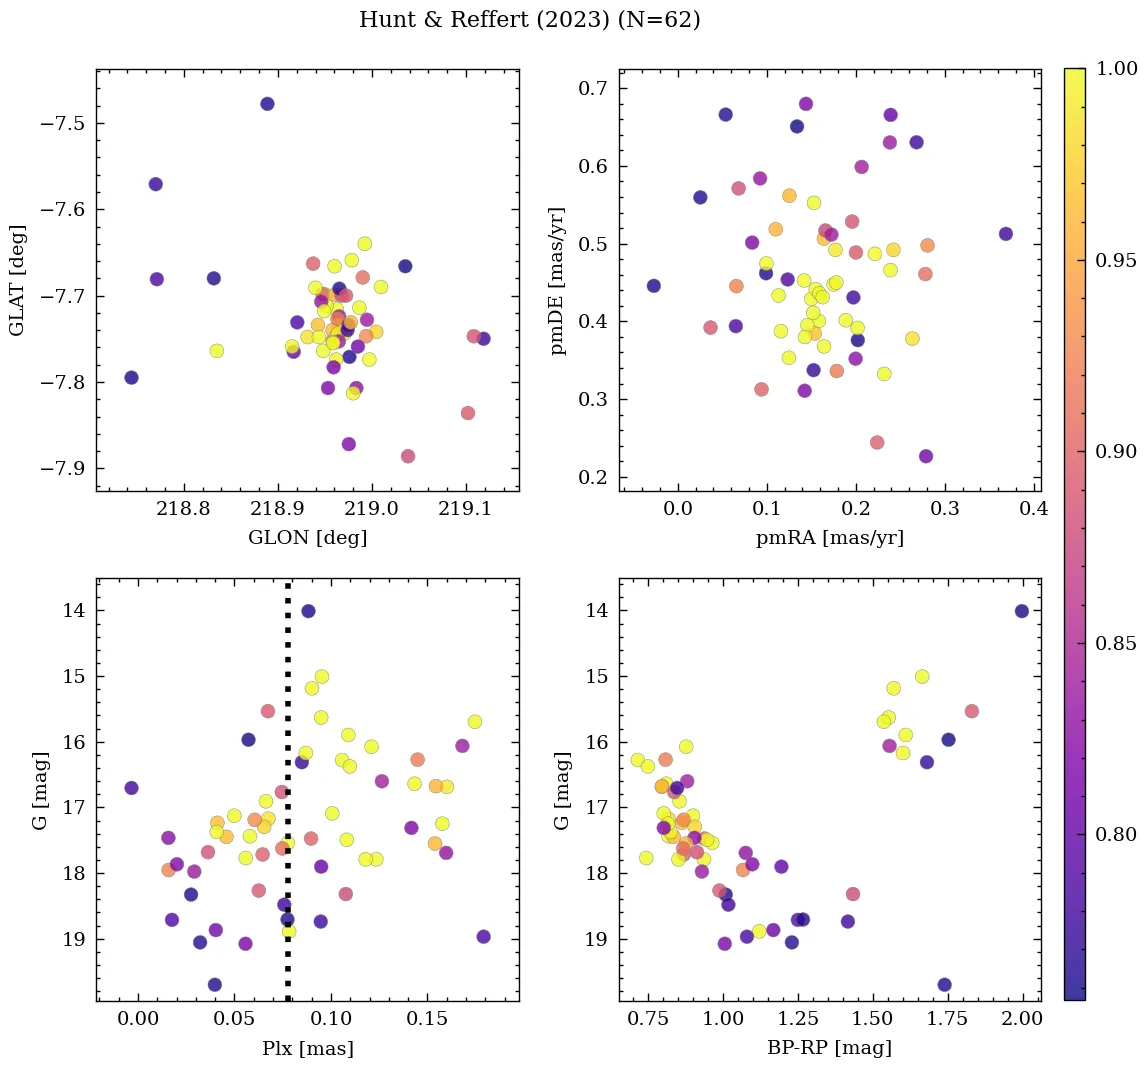 Hunt & Reffert (2023) (N=62)
−7.5
−7.6
−7.7
−7.8
−7.9
GLAT [deg]
218.8 218.9 219.0 219.1
GLON [deg]
0.7
0.6
0.5
0.4
0.3
0.2
pmDE [mas/yr]
0.0 0.1 0.2 0.3 0.4
pmRA [mas/yr]
14
15
16
17
18
19
G [mag]
0.00 0.05 0.10 0.15
Plx [mas]
14
15
16
17
18
19
G [mag]
0.75 1.00 1.25 1.50 1.75 2.00
BP-RP [mag]
1.00
0.95
0.90
0.85
0.80